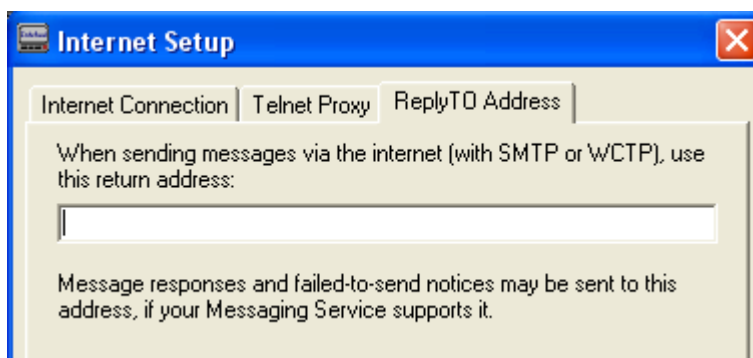 Internet Setup
Internet Connection Telnet Proxy ReplyTO Address
When sending messages via the internet (with SMTP or WCTP), use
this return address:
Message responses and failed-to-send notices may be sent to this
address, if your Messaging Service supports it.